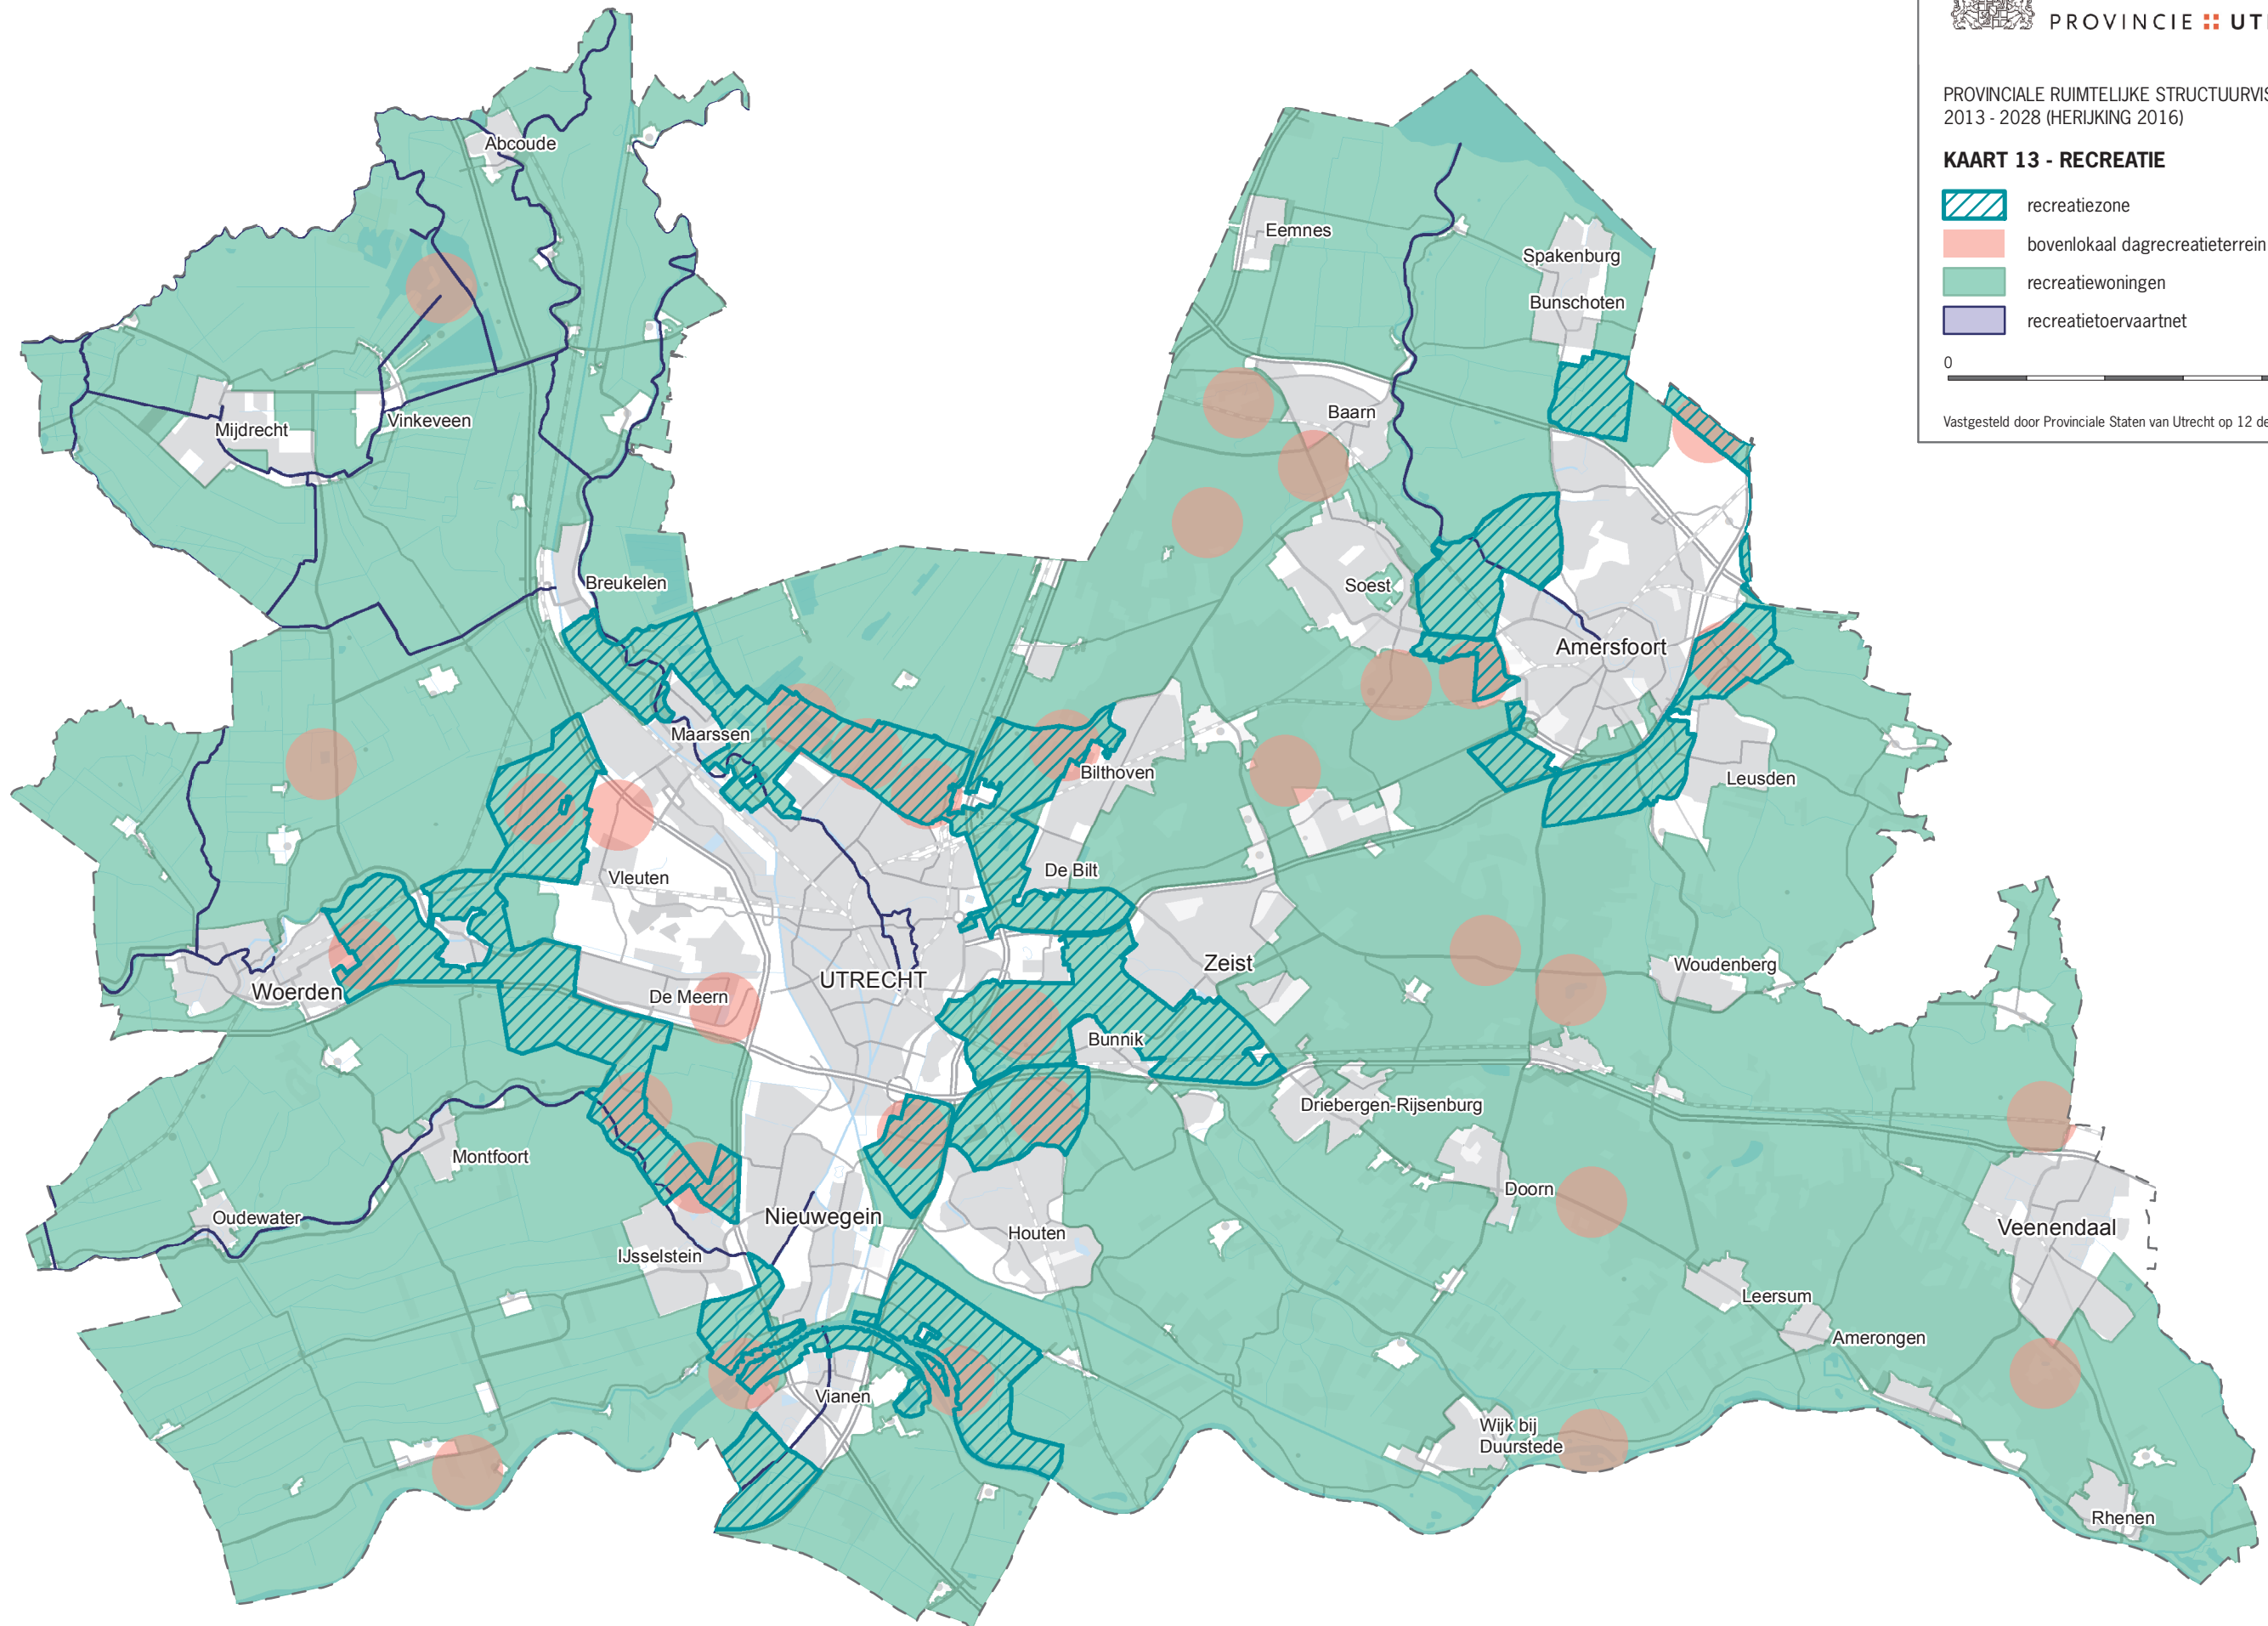 PROVINCIE
PROVINCIALE RUIMTELIJKE
2013 - 2028 (HERIJKING 2016)
KAART 13 - RECREATIE
recreatiezone
bovenlokaal dagrecreatieterrein
recreatiewoningen
recreatietoervaartnet
0
Vastgesteld door Provinciale Staten van Utrecht op 12
Abcoude
Eemnes
Spakenburg
Bunschoten
Baarn
Vinkeveen
Mijdrecht
Breukelen
Soest
Amersfoort
Maarssen
Bilthoven
Leusden
De Bilt
Vleuten
Zeist
Woudenberg
UTRECHT
Woerden
De Meern
Bunnik
Driebergen-Rijsenburg
Montfoort
Doorn
Oudewater
Nieuwegein
Veenendaal
Houten
IJsselstein
Leersum
Amerongen
Vianen
Wijk bij
Duurstede
Rhenen